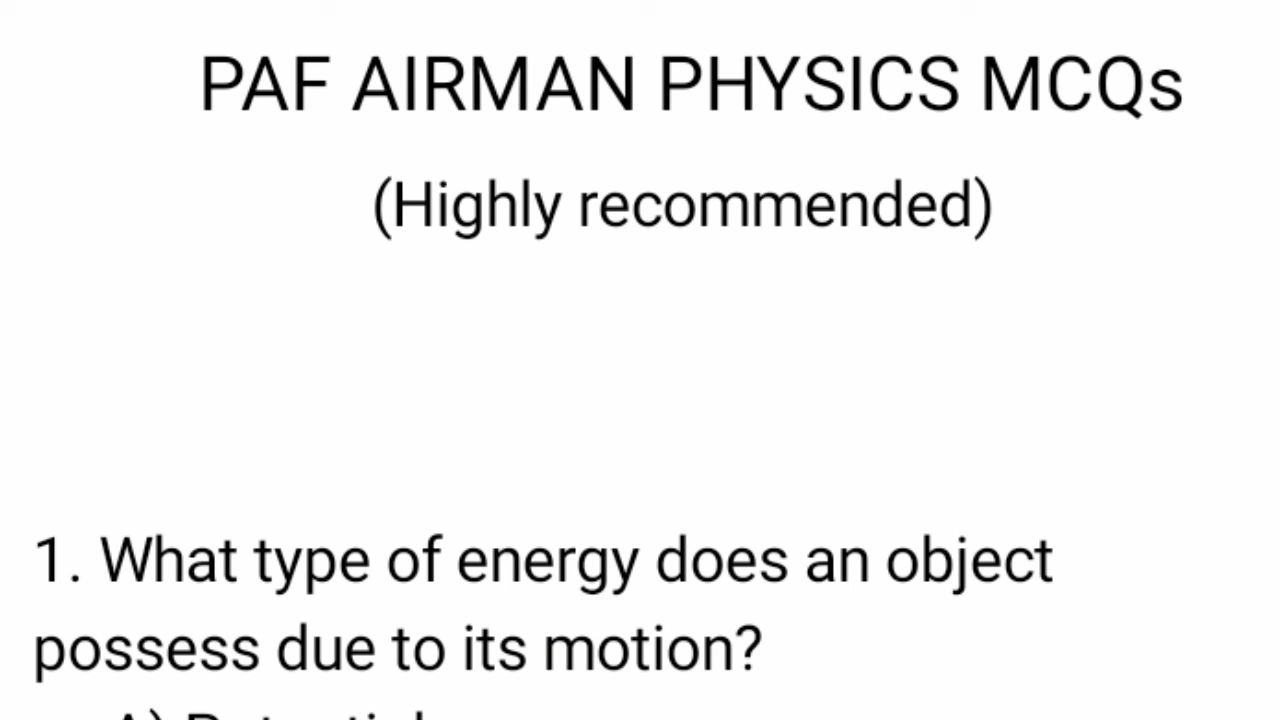 PAF AIRMAN PHYSICS MCQs
(Highly recommended)
1. What type of energy does an object
possess due to its motion?
A) Potential